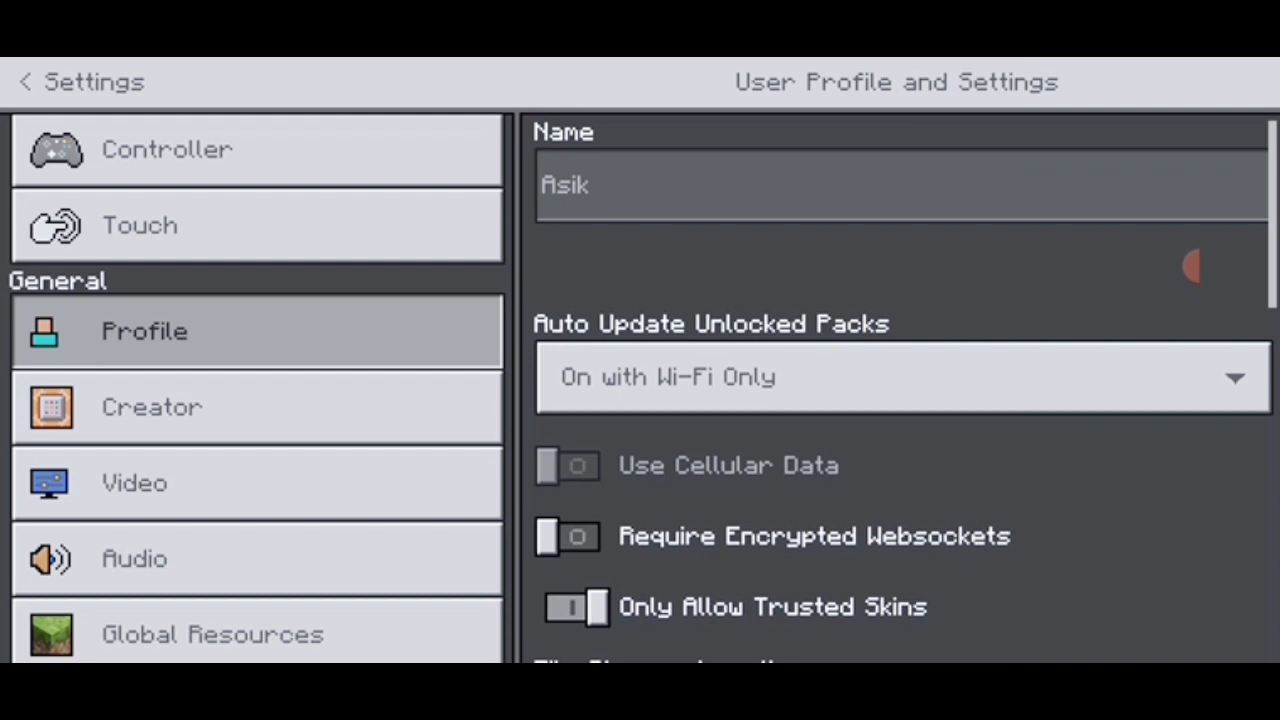 Settings
User Profile and Settings
Controller
Touch
General
Profile
Creator
Video
Audio
Global Resources
Name
Asik
Auto Update Unlocked Packs
On with Wi-Fi Only
Use Cellular Data
Require Encrypted Websockets
Only Allow Trusted Skins